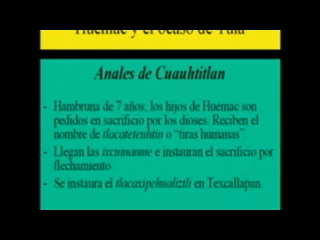 Huémac y el ocaso de Tula
Anales de Cuauhtitlan
- Hambruna de 7 años: los hijos de Huémac son
pedidos en sacrificio por los dioses. Reciben el
nombre de tlacateteuhtin o “tiras humanas”.
- Llegan las ixcuinanme e instauran el sacrificio por
flechamiento.
- Se instaura el tlacaxipehualiztli en Texcallapan.